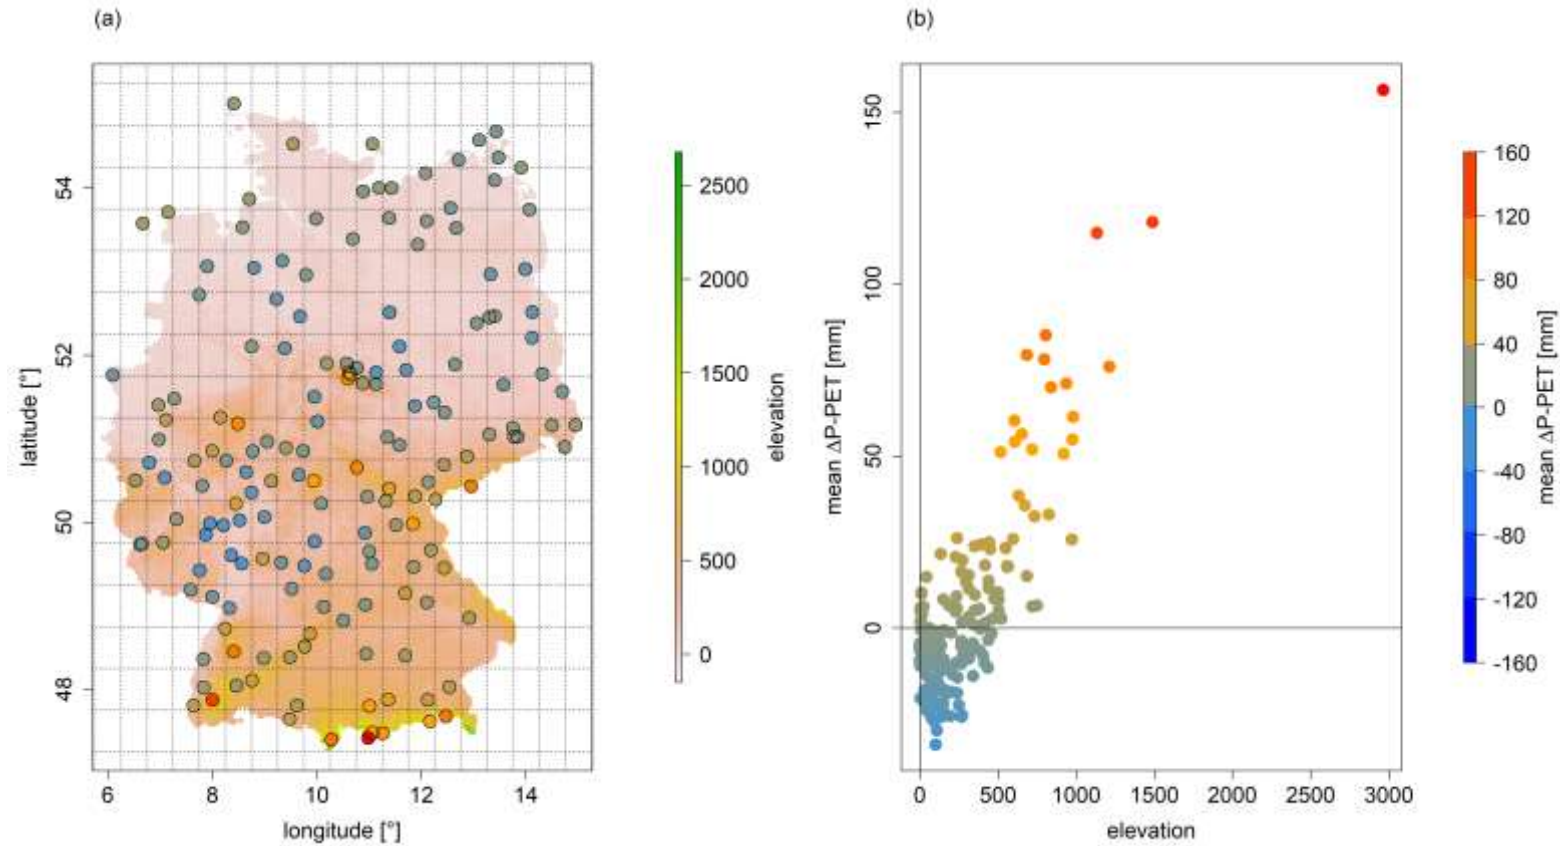 (a)
54
52
50
48
latitude [°]
6 8 10 12 14
longitude [°]
2500
2000
1500
1000
500
0
elevation
(b)
150
100
50
0
mean ΔP-PET [mm]
0 500 1000 1500 2000 2500 3000
elevation
160
120
80
40
0
-40
-80
-120
-160
mean ΔP-PET [mm]